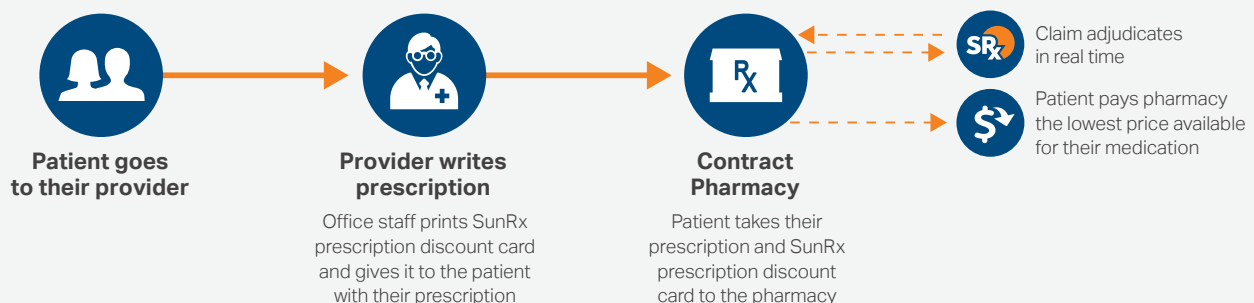 Patient goes
to their provider
Provider writes
prescription
Office staff prints SunRx
prescription discount card
and gives it to the patient
with their prescription
Rx
Contract
Pharmacy
Patient takes their
prescription and SunRx
prescription discount
card to the pharmacy
SRx
Claim adjudicates
in real time
$
Patient pays pharmacy
the lowest price available
for their medication